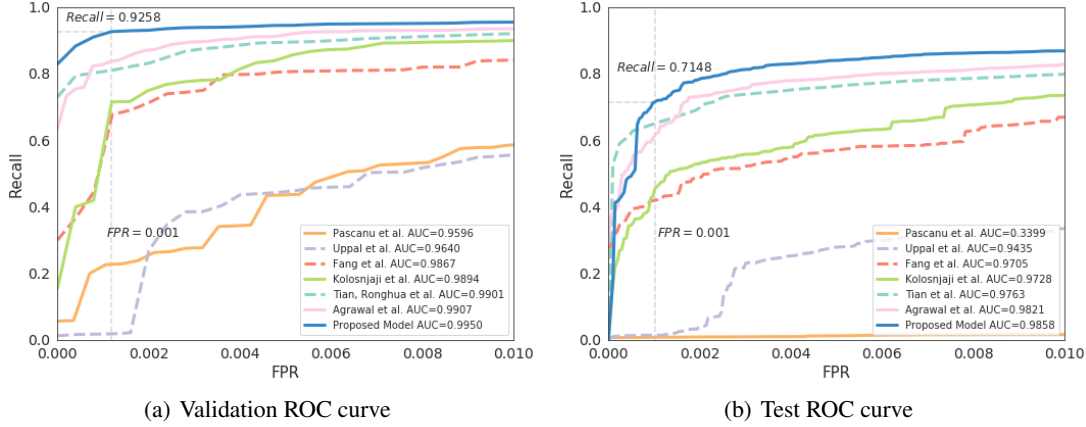 1.0
0.8
0.6
0.4
0.2
0.0
Recall
Recall = 0.9258
FPR = 0.001
Pascanu et al. AUC=0.9596
Uppal et al. AUC=0.9640
Fang et al. AUC=0.9867
Kolosnjaji et al. AUC=0.9894
Tian, Ronghua et al. AUC=0.9901
Agrawal et al. AUC=0.9907
Proposed Model AUC=0.9950
0.000 0.002 0.004 0.006 0.008 0.010
FPR
(a) Validation ROC curve
1.0
0.8
0.6
0.4
0.2
0.0
Recall
Recall = 0.7148
FPR = 0.001
Pascanu et al. AUC=0.3399
Uppal et al. AUC=0.9435
Fang et al. AUC=0.9705
Kolosnjaji et al. AUC=0.9728
Tian et al. AUC=0.9763
Agrawal et al. AUC=0.9821
Proposed Model AUC=0.9858
0.000 0.002 0.004 0.006 0.008 0.010
FPR
(b) Test ROC curve